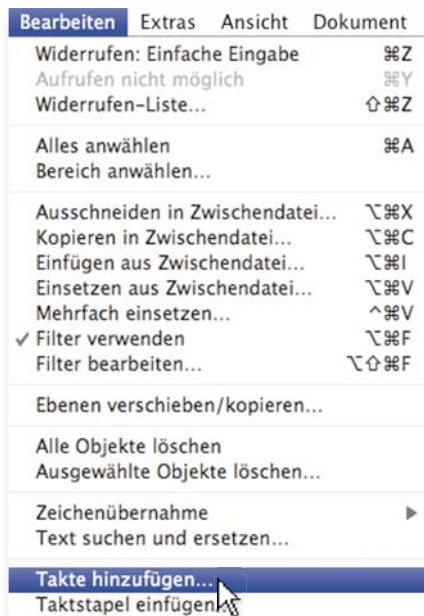 Bearbeiten Extras Ansicht Dokument
Widerrufen: Einfache Eingabe ⌘Z
Aufrufen nicht möglich ⌘Y
Widerrufen-Liste... ⇧⌘Z
Alles anwählen ⌘A
Bereich anwählen...
Ausschneiden in Zwischendatei... ⌥⌘X
Kopieren in Zwischendatei... ⌥⌘C
Einfügen aus Zwischendatei... ⌥⌘I
Einsetzen aus Zwischendatei... ⌥⌘V
Mehrfach einsetzen... ^⌘V
✓ Filter verwenden ⌥⌘F
Filter bearbeiten... ⌥⇧⌘F
Ebenen verschieben/kopieren...
Alle Objekte löschen
Ausgewählte Objekte löschen...
Zeichenübernahme ▶
Text suchen und ersetzen...
Takte hinzufügen...
Taktstapel einfügen